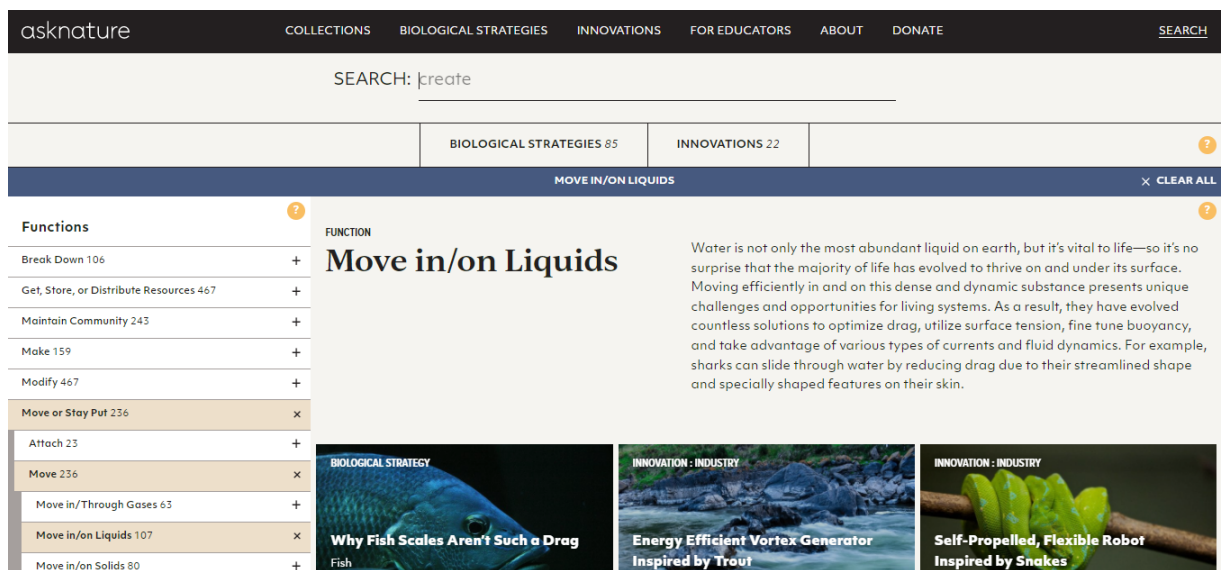 asknature
COLLECTIONS BIOLOGICAL STRATEGIES INNOVATIONS FOR EDUCATORS ABOUT DONATE SEARCH
SEARCH: create
BIOLOGICAL STRATEGIES 85 INNOVATIONS 22 ?
MOVE IN/ON LIQUIDS × CLEAR ALL
?
Functions
Break Down 106 +
Get, Store, or Distribute Resources 467 +
Maintain Community 243 +
Make 159 +
Modify 467 +
Move or Stay Put 236 ×
Attach 23 +
Move 236 ×
Move in/Through Gases 63 +
Move in/on Liquids 107 ×
Move in/on Solids 80 +
?
FUNCTION
Move in/on Liquids
Water is not only the most abundant liquid on earth, but it's vital to life—so it's no
surprise that the majority of life has evolved to thrive on and under its surface.
Moving efficiently in and on this dense and dynamic substance presents unique
challenges and opportunities for living systems. As a result, they have evolved
countless solutions to optimize drag, utilize surface tension, fine tune buoyancy,
and take advantage of various types of currents and fluid dynamics. For example,
sharks can slide through water by reducing drag due to their streamlined shape
and specially shaped features on their skin.
BIOLOGICAL STRATEGY
Why Fish Scales Aren't Such a Drag
Fish
INNOVATION : INDUSTRY
Energy Efficient Vortex Generator
Inspired by Trout
INNOVATION : INDUSTRY
Self-Propelled, Flexible Robot
Inspired by Snakes